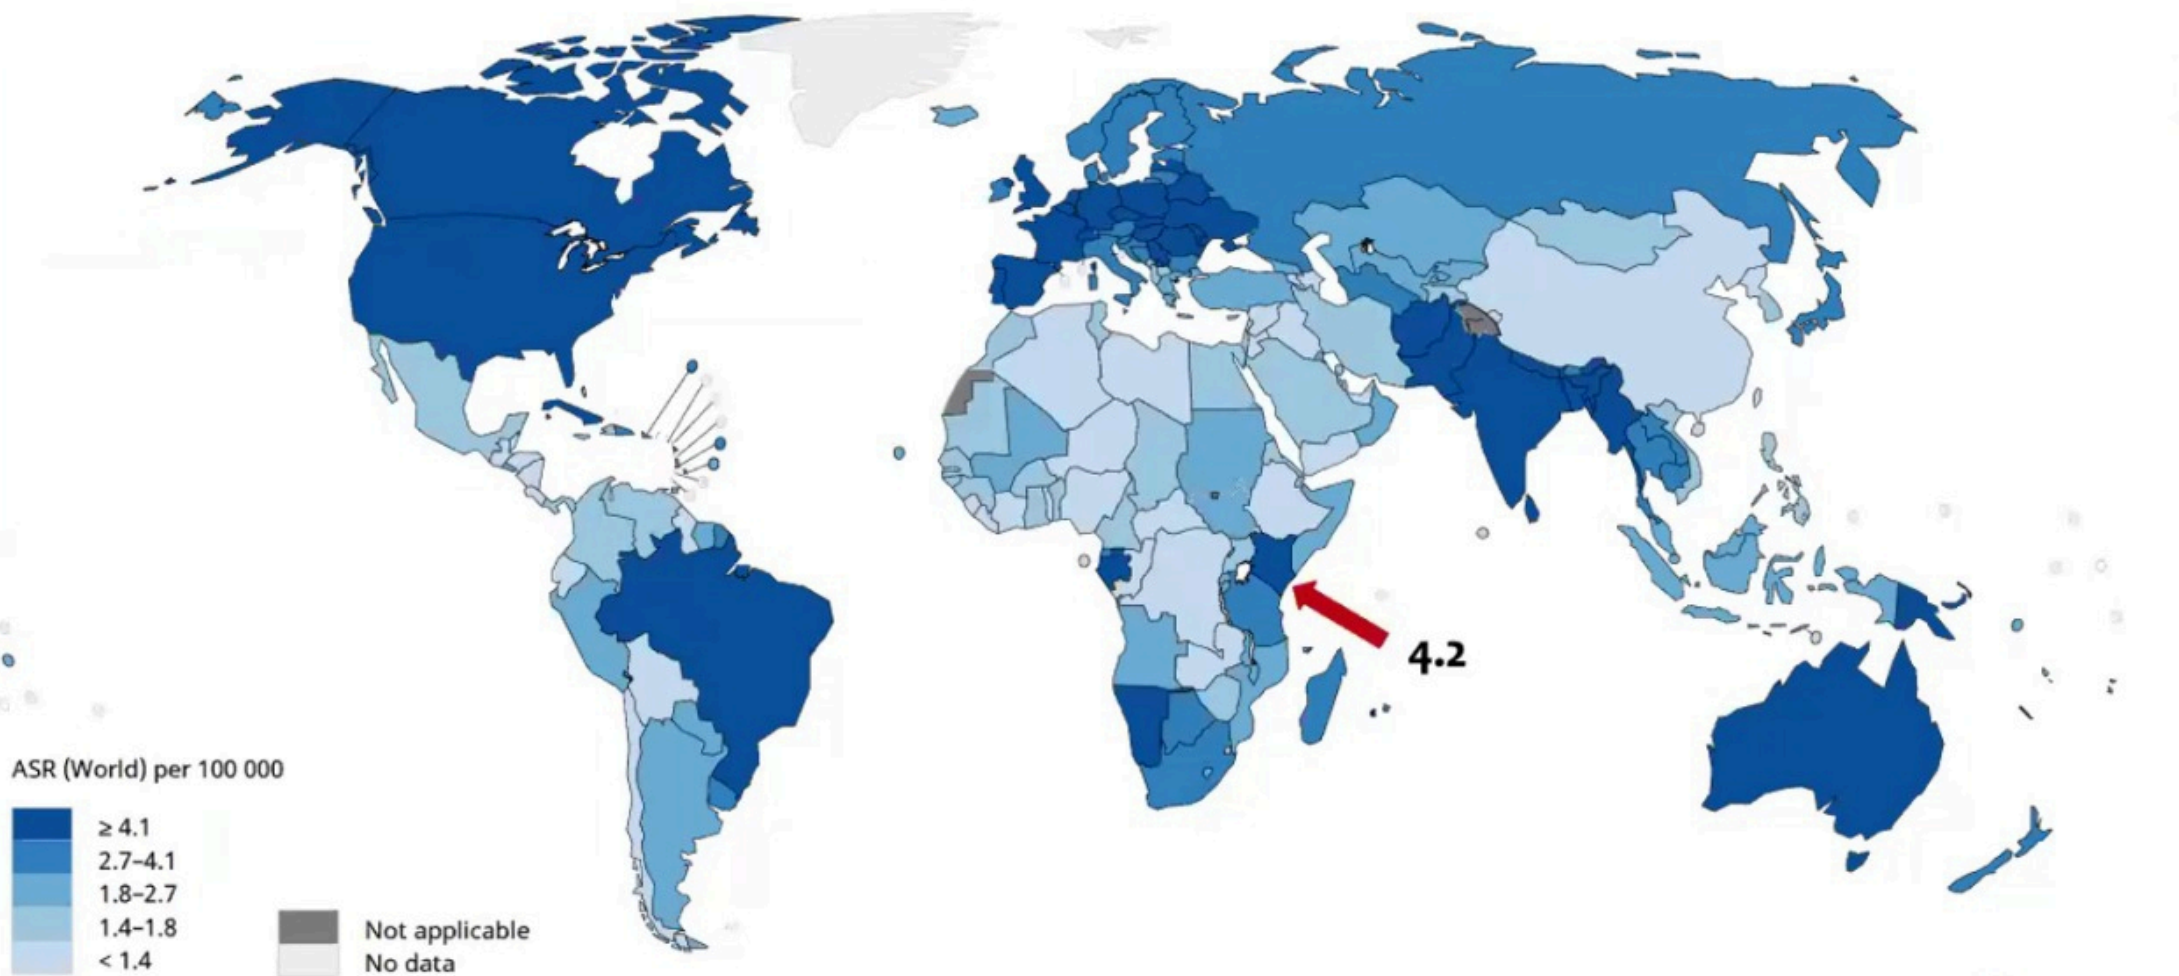 4.2
ASR (World) per 100 000
≥ 4.1
2.7–4.1
1.8–2.7
1.4–1.8
< 1.4
Not applicable
No data